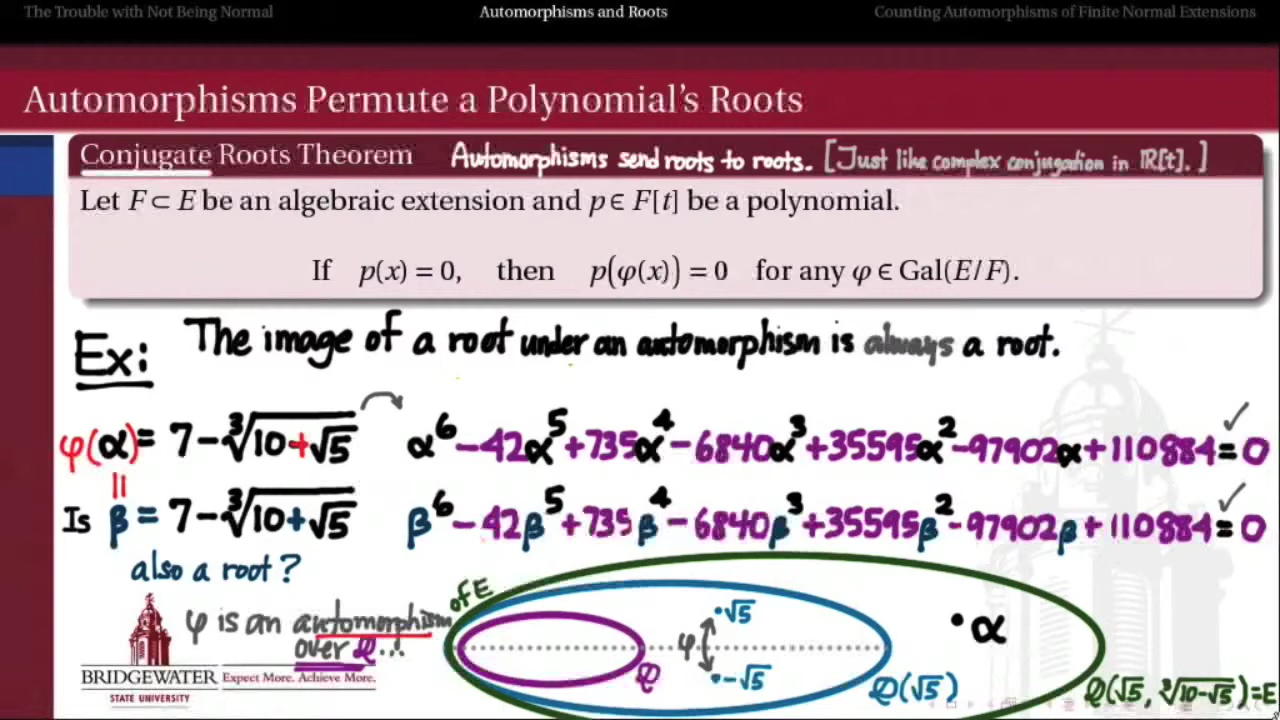 The Trouble with Not Being Normal Automorphisms and Roots Counting Automorphisms of Finite Normal Extensions
Automorphisms Permute a Polynomial's Roots
Conjugate Roots Theorem Automorphisms send roots to roots. [Just like complex conjugation in ℝ[t].]
Let F ⊂ E be an algebraic extension and p ∈ F[t] be a polynomial.
If p(x) = 0, then p(φ(x)) = 0 for any φ ∈ Gal(E/F).
Ex: The image of a root under an automorphism is always a root.
φ(α) = 7-∛(10+√5) α⁶-42α⁵+735α⁴-6840α³+35595α²-97902α+110884=0 ✓
||
Is β = 7-∛(10+√5) β⁶-42β⁵+735β⁴-6840β³+35595β²-97902β+110884=0 ✓
also a root?
φ is an automorphism of E
over ℚ...
φ
•√5
•-√5
•α
ℚ
ℚ(√5)
ℚ(√5, ∛(10-√5))=E
BRIDGEWATER Expect More. Achieve More.
STATE UNIVERSITY